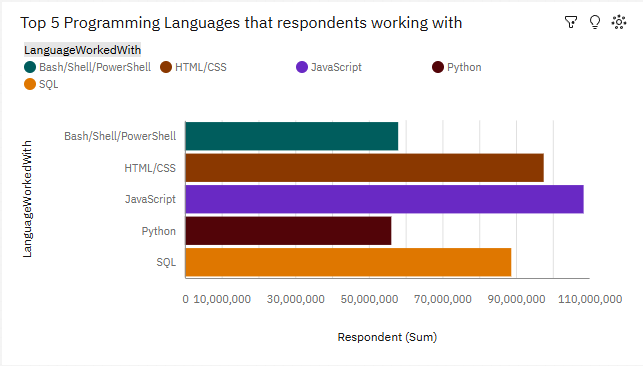 Top 5 Programming Languages that respondents working with
LanguageWorkedWith
Bash/Shell/PowerShell HTML/CSS JavaScript Python
SQL
LanguageWorkedWith
Bash/Shell/PowerShell
HTML/CSS
JavaScript
Python
SQL
0 10,000,000 30,000,000 50,000,000 70,000,000 90,000,000 110,000,000
Respondent (Sum)